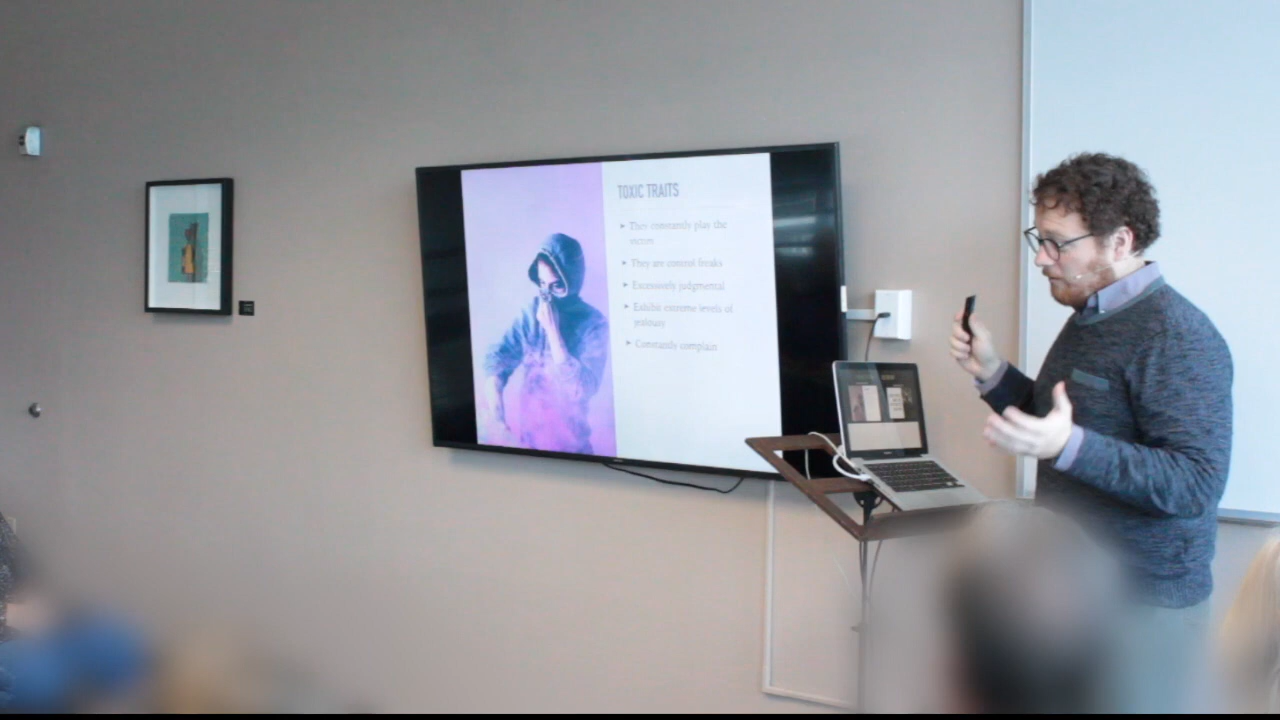 TOXIC TRAITS
➤ They constantly play the
victim
➤ They are control freaks
➤ Excessively judgmental
➤ Exhibit extreme levels of
jealousy
➤ Constantly complain